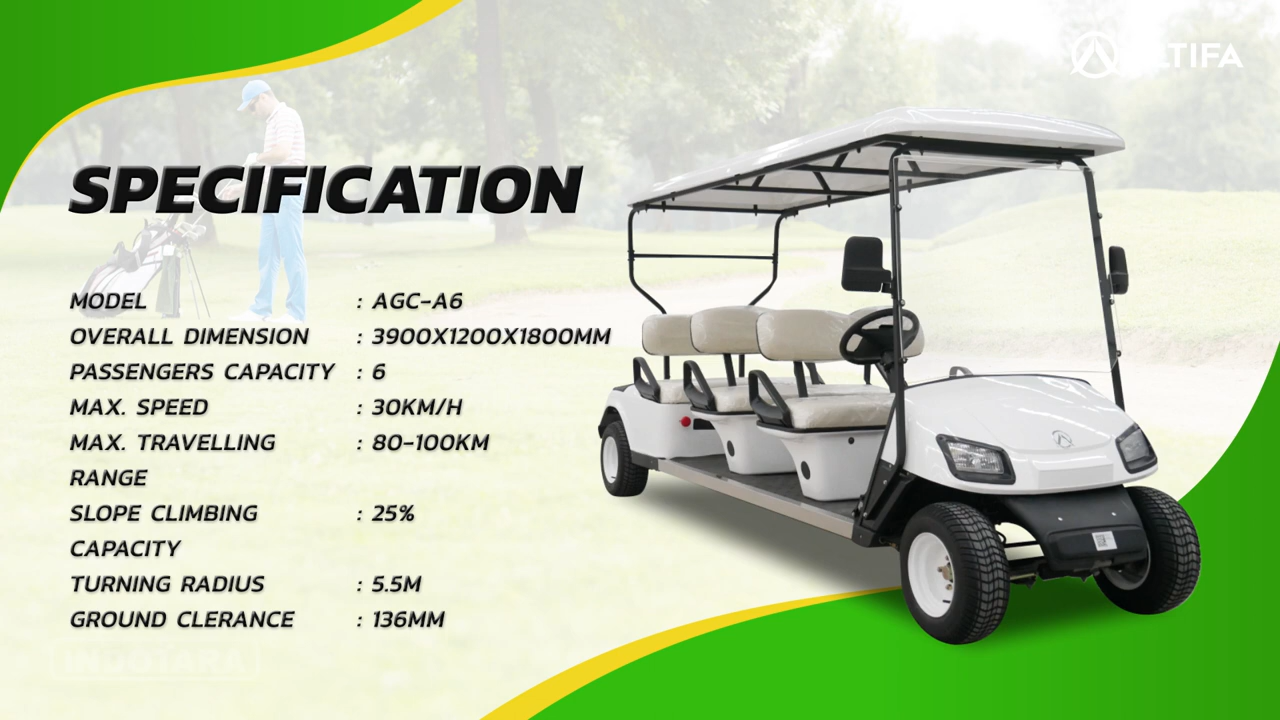 SPECIFICATION
MODEL : AGC-A6
OVERALL DIMENSION : 3900X1200X1800MM
PASSENGERS CAPACITY : 6
MAX. SPEED : 30KM/H
MAX. TRAVELLING : 80-100KM
RANGE
SLOPE CLIMBING : 25%
CAPACITY
TURNING RADIUS : 5.5M
GROUND CLERANCE : 136MM